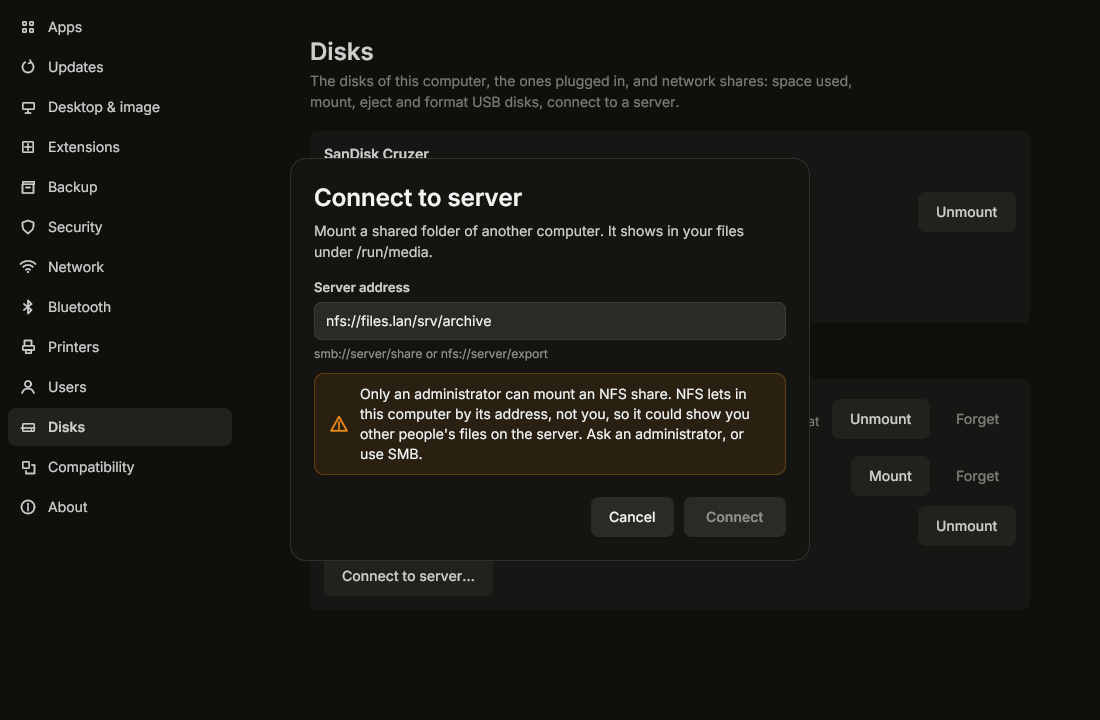 Apps
Updates
Desktop & image
Extensions
Backup
Security
Network
Bluetooth
Printers
Users
Disks
Compatibility
About
Disks
The disks of this computer, the ones plugged in, and network shares: space used,
mount, eject and format USB disks, connect to a server.
SanDisk Cruzer
Unmount
Connect to server
Mount a shared folder of another computer. It shows in your files
under /run/media.
Server address
nfs://files.lan/srv/archive
smb://server/share or nfs://server/export
Only an administrator can mount an NFS share. NFS lets in
this computer by its address, not you, so it could show you
other people's files on the server. Ask an administrator, or
use SMB.
Cancel
Connect
Unmount
Forget
Mount
Forget
Unmount
Connect to server...